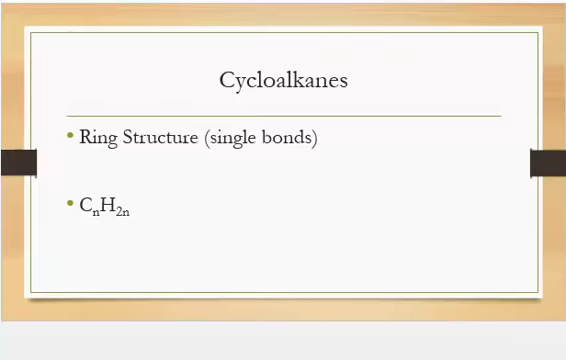 Cycloalkanes
• Ring Structure (single bonds)
• CₙH₂ₙ